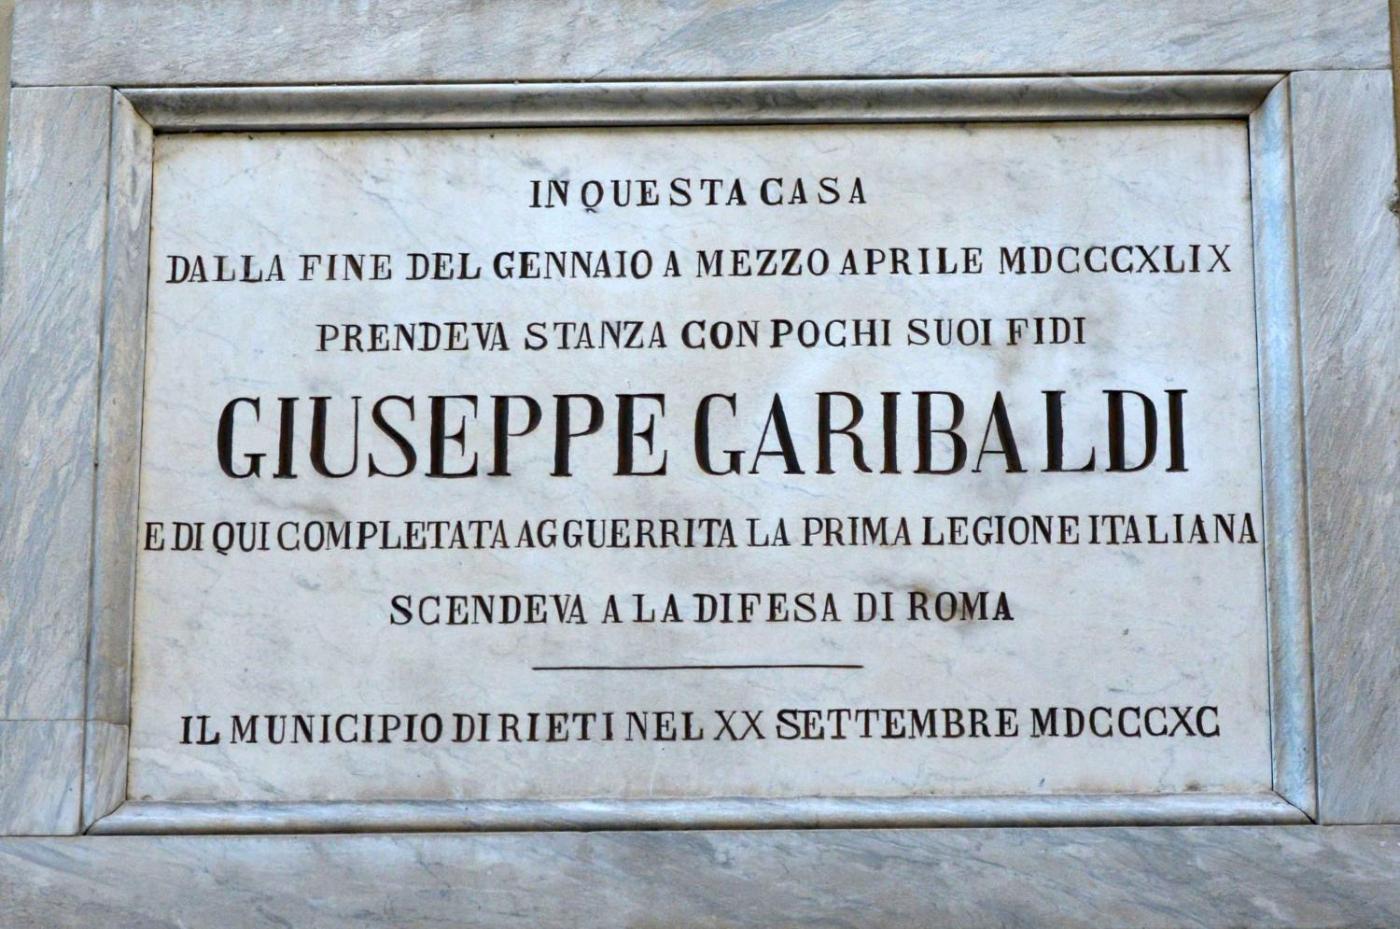 IN QUESTA CASA
DALLA FINE DEL GENNAIO A MEZZO APRILE MDCCCXLIX
PRENDEVA STANZA CON POCHI SUOI FIDI
GIUSEPPE GARIBALDI
E DI QUI COMPLETATA AGGUERRITA LA PRIMA LEGIONE ITALIANA
SCENDEVA A LA DIFESA DI ROMA
IL MUNICIPIO DI RIETI NEL XX SETTEMBRE MDCCCXC